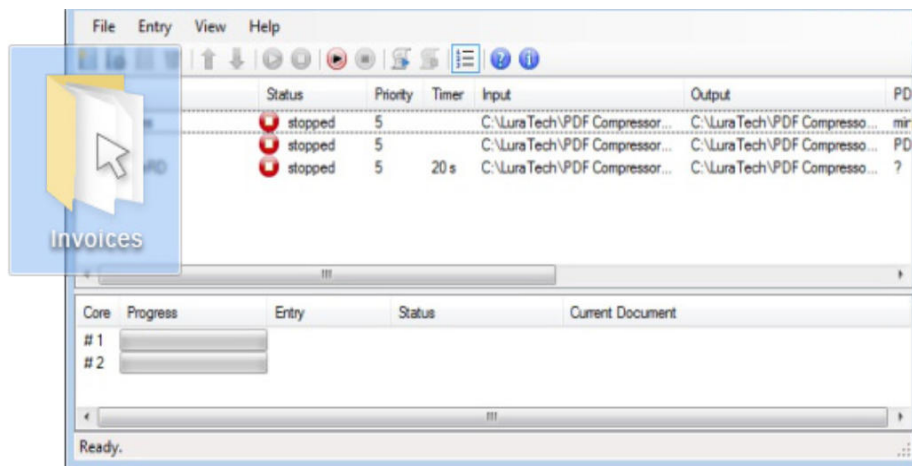 File Entry View Help
Status Priority Timer Input Output PD
stopped 5 C:\LuraTech\PDF Compressor... C:\LuraTech\PDF Compresso... mir
stopped 5 C:\LuraTech\PDF Compressor... C:\LuraTech\PDF Compresso... PD
stopped 5 20 s C:\LuraTech\PDF Compressor... C:\LuraTech\PDF Compresso... ?
Invoices
Core Progress Entry Status Current Document
#1
#2
Ready.